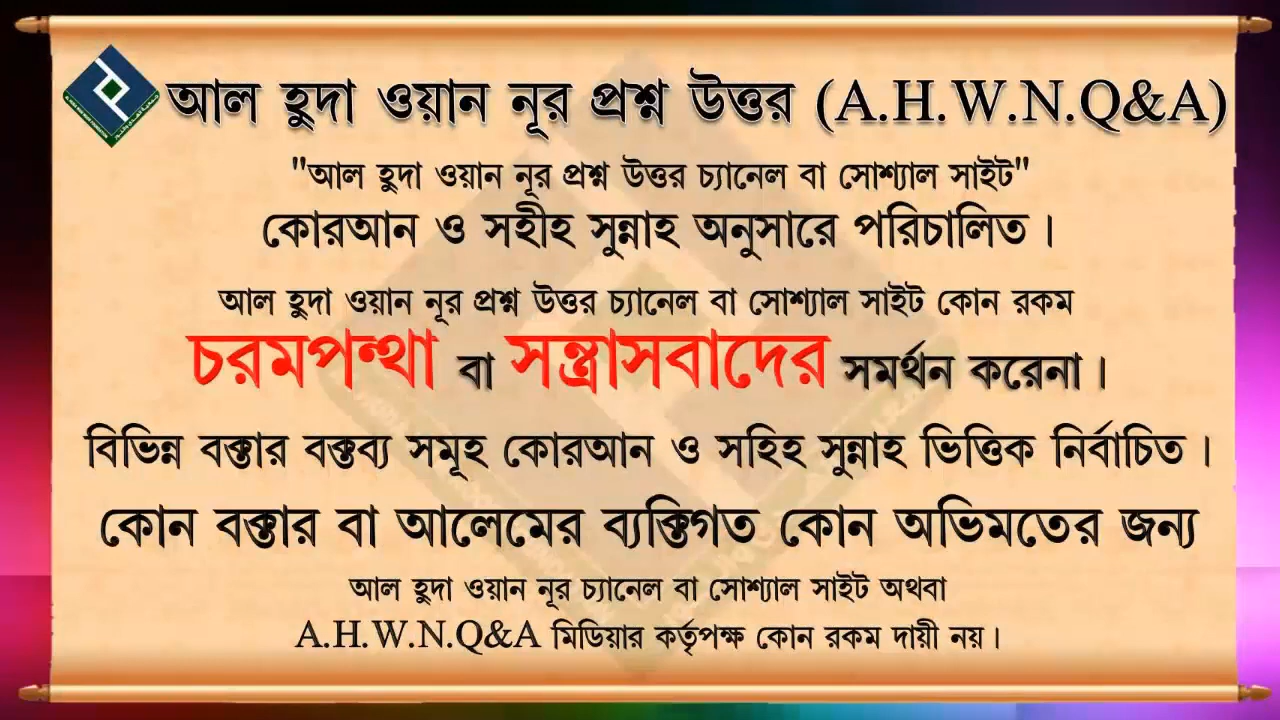 আল হুদা ওয়ান নূর প্রশ্ন উত্তর (A.H.W.N.Q&A)
"আল হুদা ওয়ান নূর প্রশ্ন উত্তর চ্যানেল বা সোশ্যাল সাইট"
কোরআন ও সহীহ সুন্নাহ অনুসারে পরিচালিত।
আল হুদা ওয়ান নূর প্রশ্ন উত্তর চ্যানেল বা সোশ্যাল সাইট কোন রকম
চরমপন্থা বা সন্ত্রাসবাদের সমর্থন করেনা।
বিভিন্ন বক্তার বক্তব্য সমূহ কোরআন ও সহিহ সুন্নাহ ভিত্তিক নির্বাচিত।
কোন বক্তার বা আলেমের ব্যক্তিগত কোন অভিমতের জন্য
আল হুদা ওয়ান নূর চ্যানেল বা সোশ্যাল সাইট অথবা
A.H.W.N.Q&A মিডিয়ার কর্তৃপক্ষ কোন রকম দায়ী নয়।